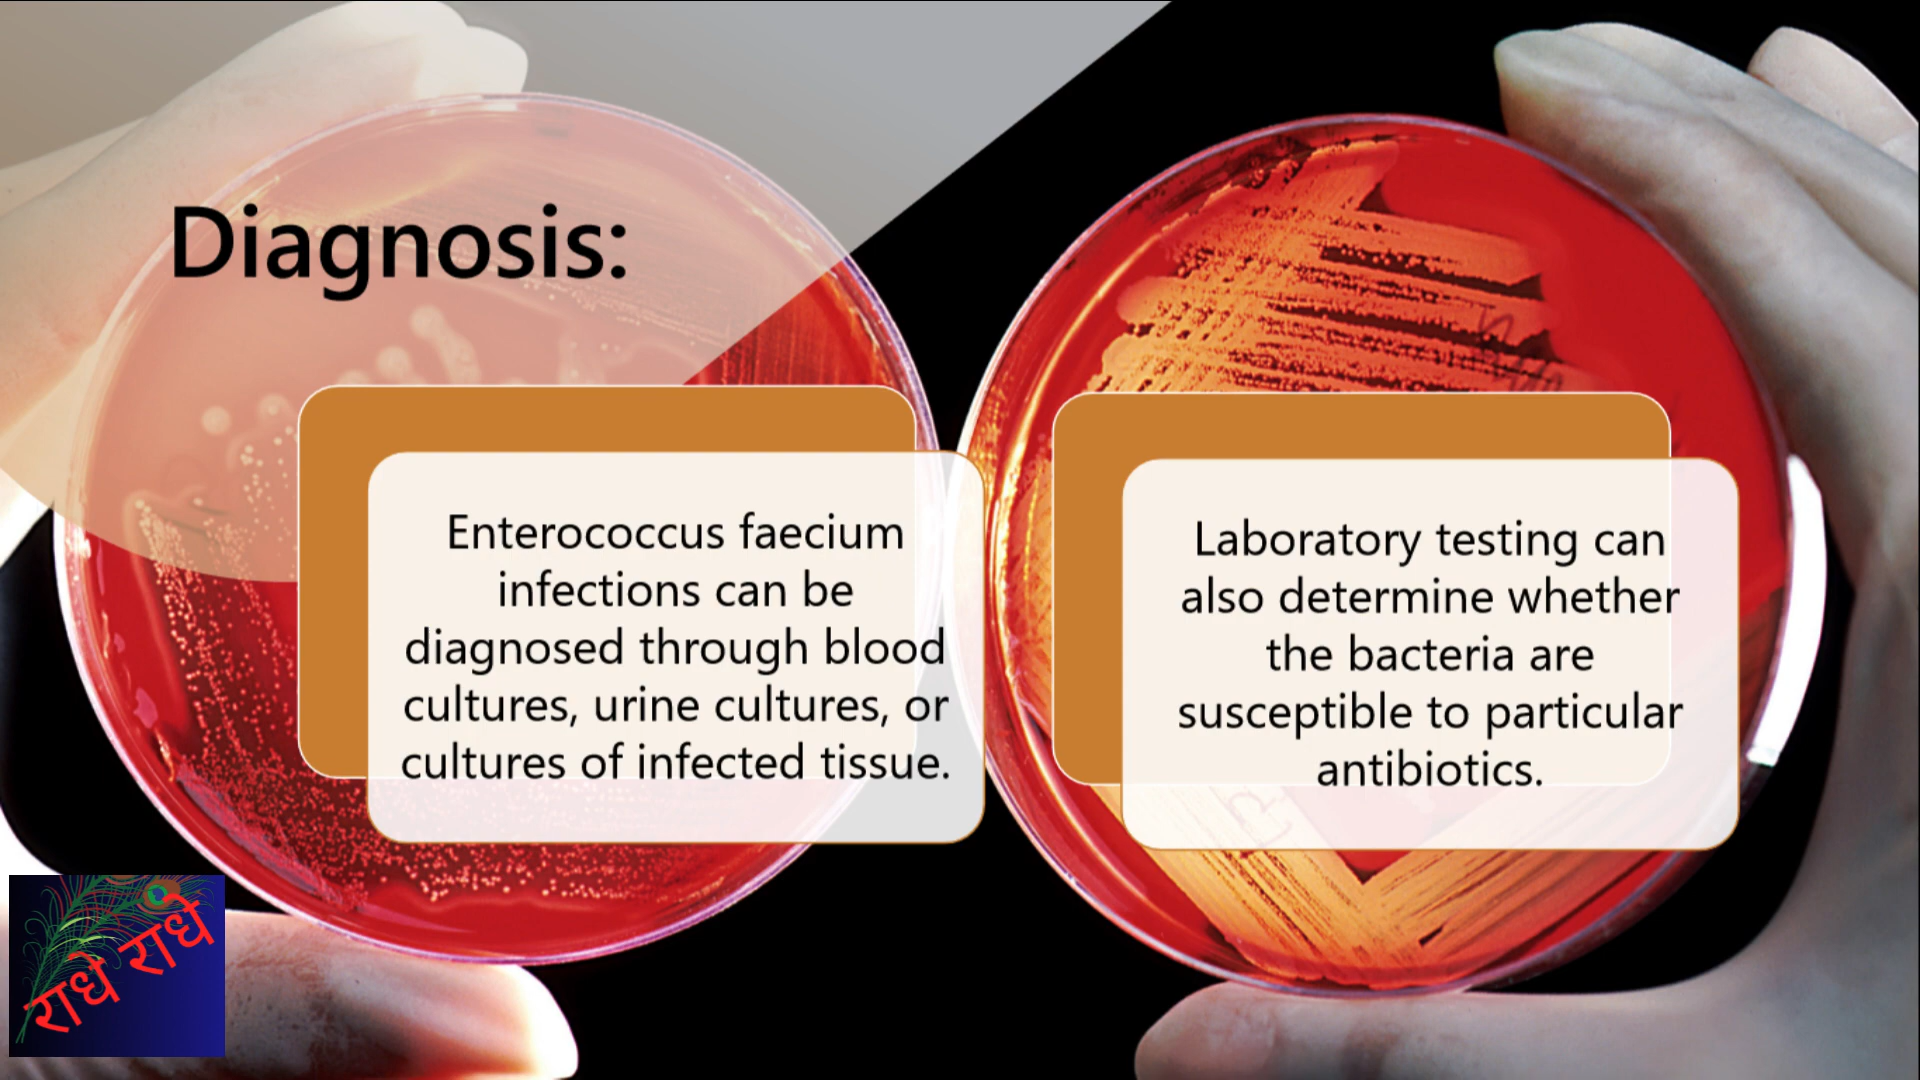 Diagnosis:
Enterococcus faecium
infections can be
diagnosed through blood
cultures, urine cultures, or
cultures of infected tissue.
Laboratory testing can
also determine whether
the bacteria are
susceptible to particular
antibiotics.
राधे राधे